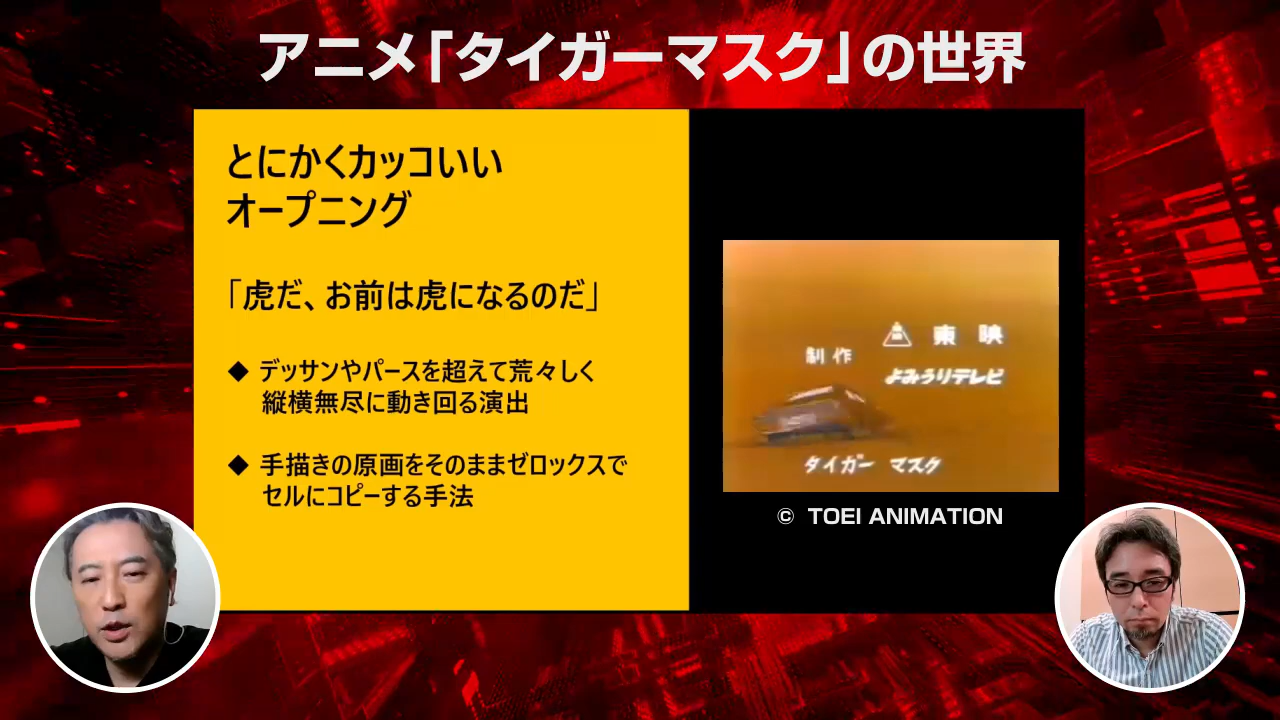 アニメ「タイガーマスク」の世界
とにかくカッコいい
オープニング
「虎だ、お前は虎になるのだ」
◆ デッサンやパースを超えて荒々しく
縦横無尽に動き回る演出
◆ 手描きの原画をそのままゼロックスで
セルにコピーする手法
制作
東映
よみうりテレビ
タイガー マスク
© TOEI ANIMATION